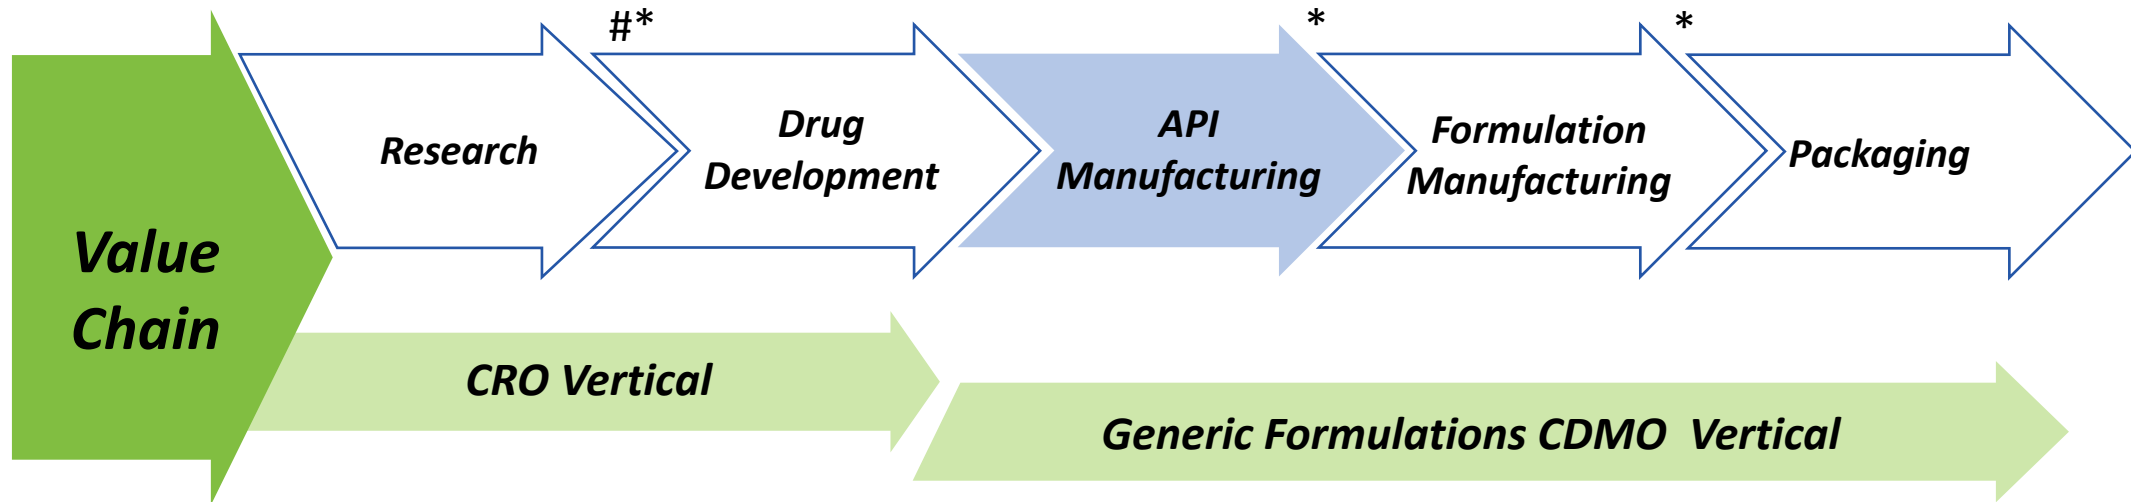 #*
*
*
Research
Drug
Development
API
Manufacturing
Formulation
Manufacturing
Packaging
Value
Chain
CRO Vertical
Generic Formulations CDMO  Vertical